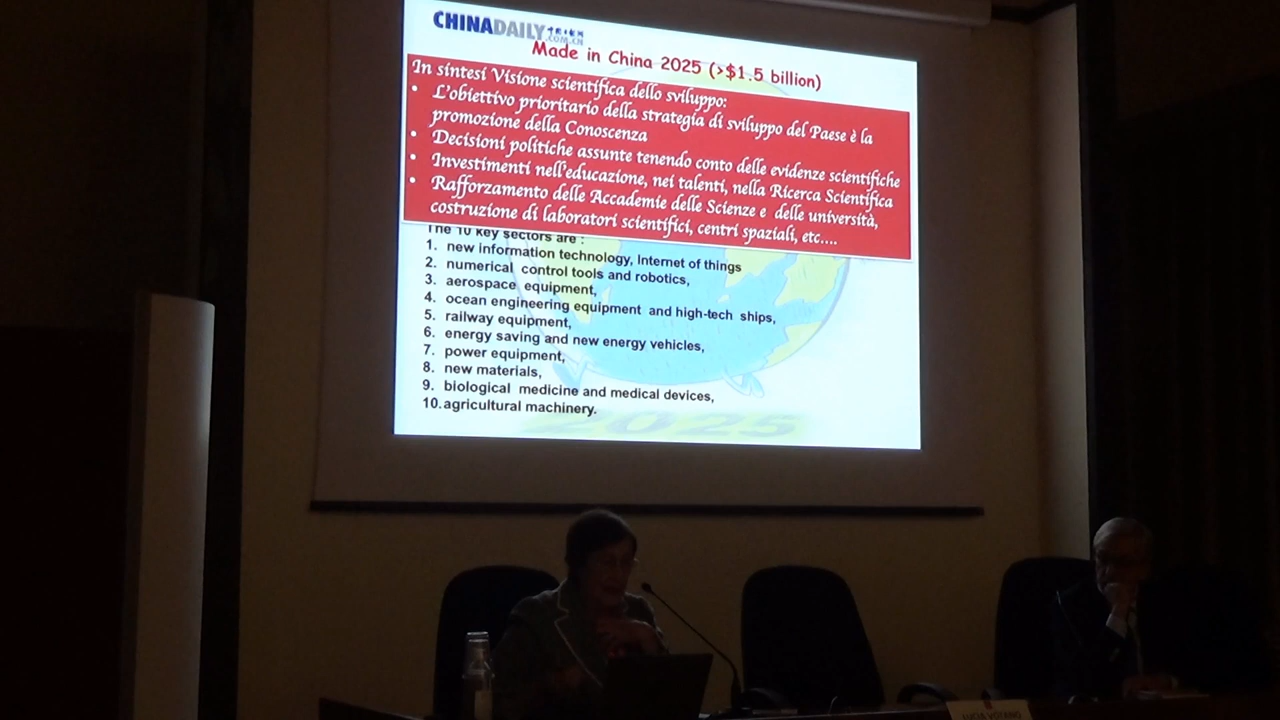 CHINADAILY
.COM.CN
Made in China 2025 (>$1.5 billion)
In sintesi Visione scientifica dello sviluppo:
• L'obiettivo prioritario della strategia di sviluppo del Paese è la
promozione della Conoscenza
• Decisioni politiche assunte tenendo conto delle evidenze scientifiche
• Investimenti nell'educazione, nei talenti, nella Ricerca Scientifica
• Rafforzamento delle Accademie delle Scienze e delle università,
costruzione di laboratori scientifici, centri spaziali, etc....
The 10 key sectors are :
1. new information technology, Internet of things
2. numerical control tools and robotics,
3. aerospace equipment,
4. ocean engineering equipment and high-tech ships,
5. railway equipment,
6. energy saving and new energy vehicles,
7. power equipment,
8. new materials,
9. biological medicine and medical devices,
10. agricultural machinery.
2025
LUCIA VOTANO